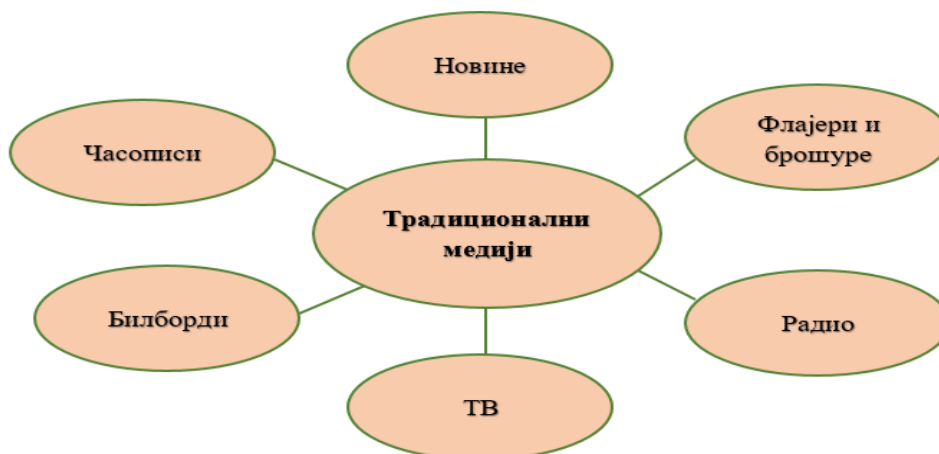 Новине
Флајери и
брошуре
Часописи
Традиционални
медији
Билборди
Радио
ТВ